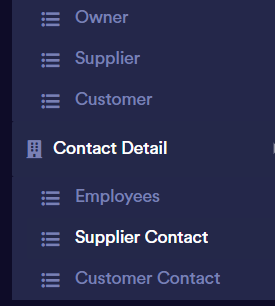 Owner
Supplier
Customer
Contact Detail
Employees
Supplier Contact
Customer Contact